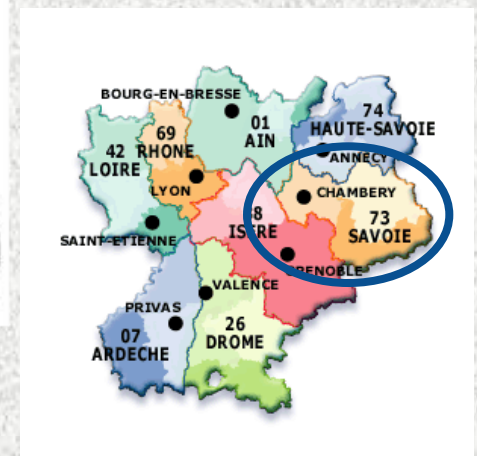 BOURG-EN-BRESSE
01
AIN
74
HAUTE-SAVOIE
ANNECY
69
RHONE
42
LOIRE
LYON
CHAMBERY
73
SAVOIE
8
ISERE
SAINT-ETIENNE
GRENOBLE
VALENCE
PRIVAS
26
DROME
07
ARDECHE